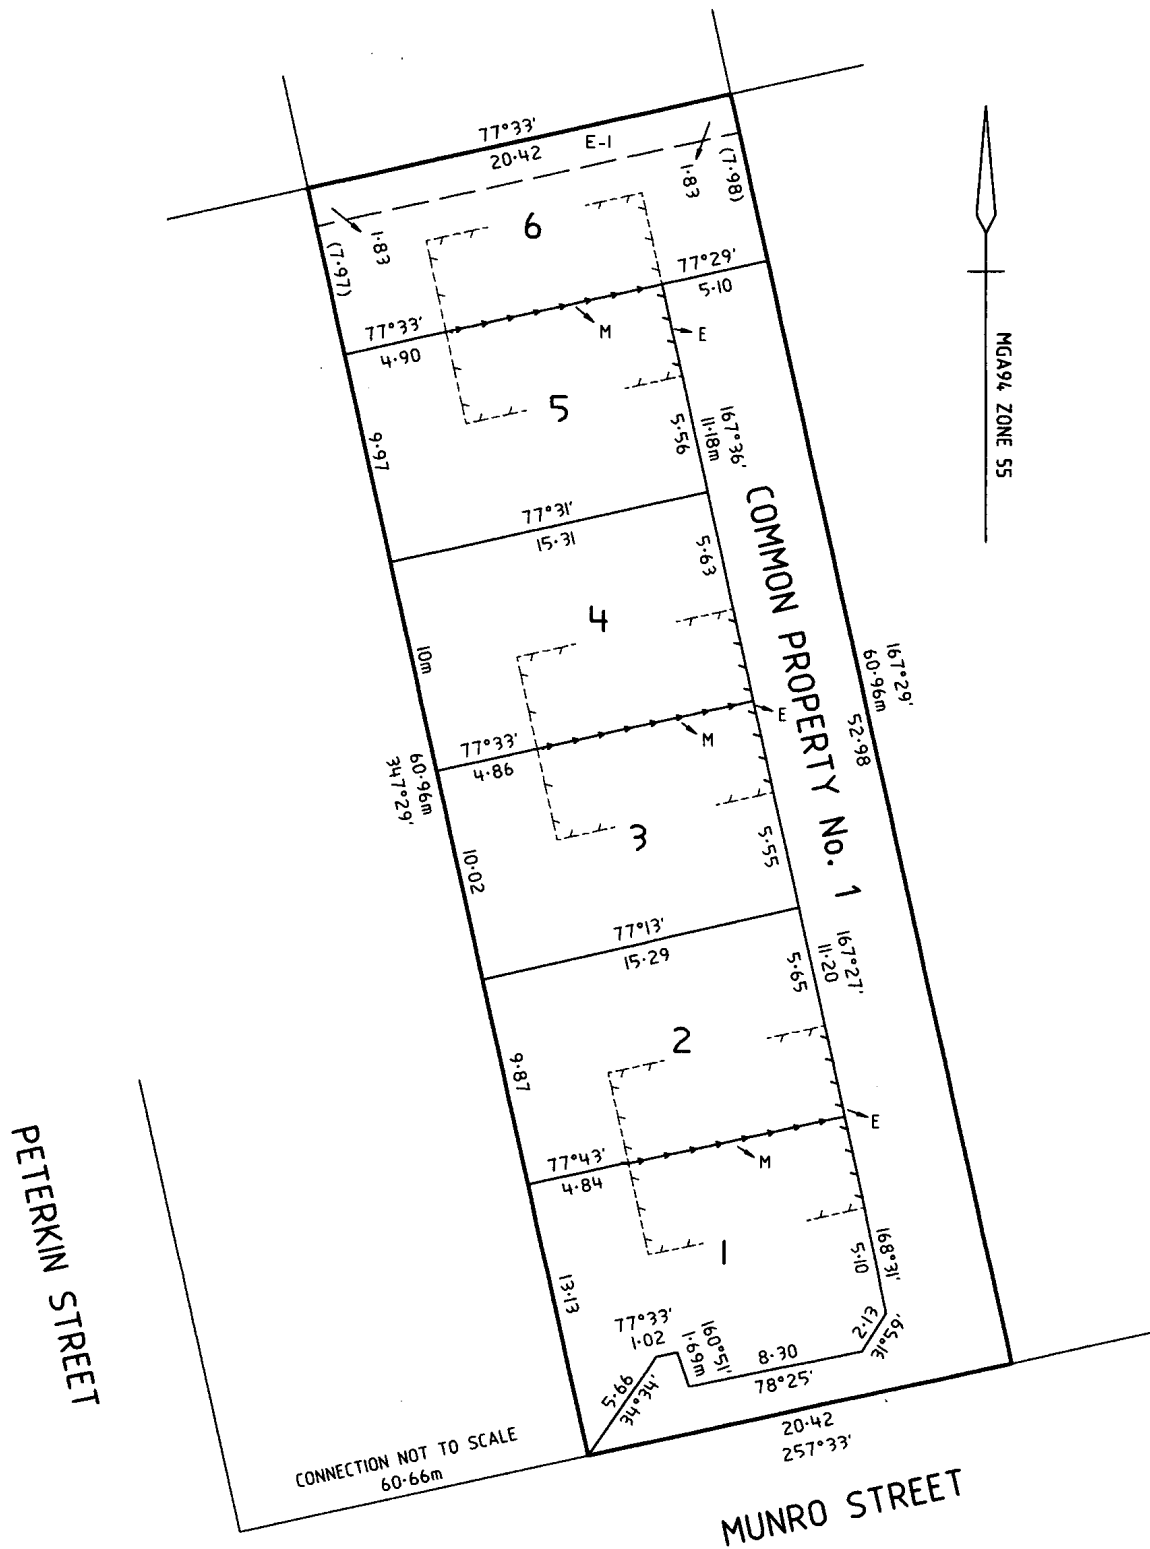 77°33'
20·42
E-1
1·83
(7·98)
6
1·83
(7·97)
77°29'
5·10
77°33'
4·90
M
E
MGA94 ZONE 55
5
9·97
5·56
167°36'
11·18m
77°31'
15·31
COMMON PROPERTY No. 1
5·63
4
10m
167°29'
60·96m
52·98
E
M
77°33'
4·86
60·96m
347°29'
3
5·55
10·02
77°13'
15·29
167°27'
11·20
5·65
2
9·87
E
M
77°43'
4·84
1
168°31'
5·10
13·13
77°33'
1·02
160°51'
1·69m
8·30
78°25'
2·13
31°59'
5·66
34°34'
20·42
257°33'
PETERKIN STREET
CONNECTION NOT TO SCALE
60·66m
MUNRO STREET